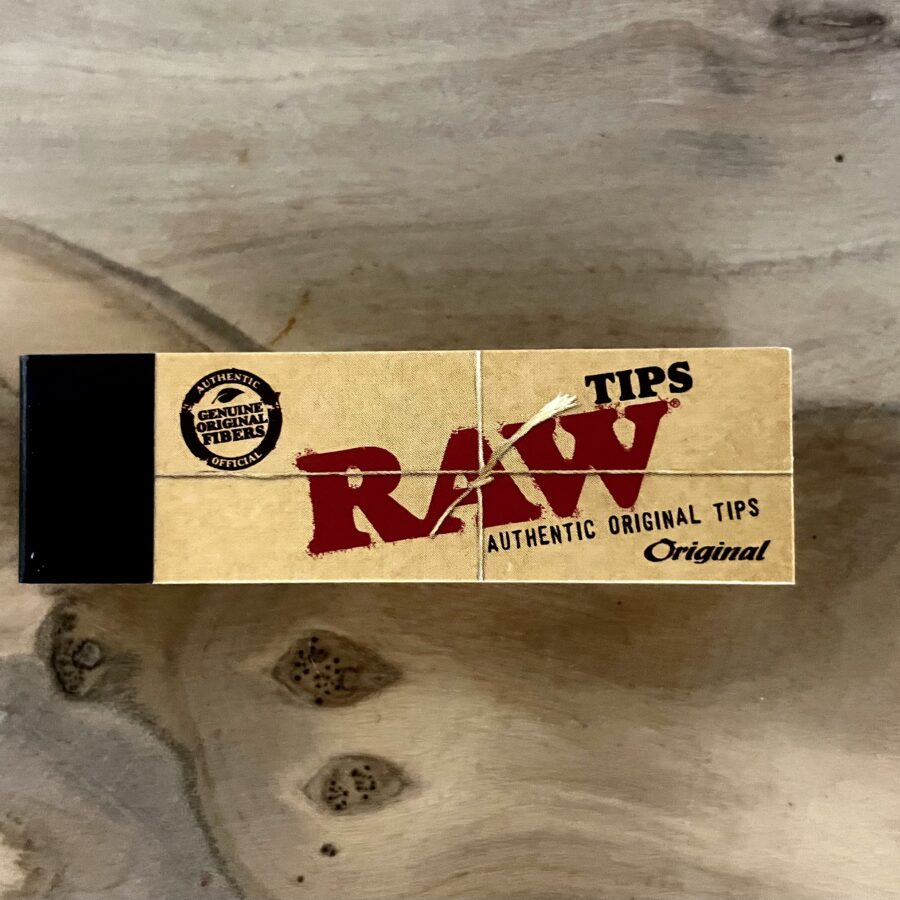 AUTHENTIC
GENUINE
ORIGINAL
FIBERS
OFFICIAL
TIPS
RAW®
AUTHENTIC ORIGINAL TIPS
Original